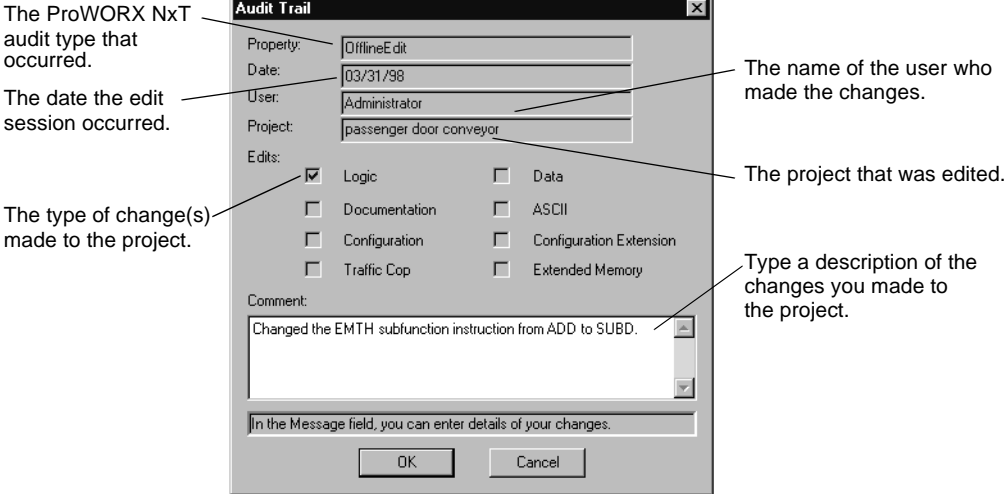 Audit Trail
The ProWORX NxT
audit type that
occurred.
The date the edit
session occurred.
The type of change(s)
made to the project.
Property: OfflineEdit
Date: 03/31/98
User: Administrator
Project: passenger door conveyor
Edits:
Logic Data
Documentation ASCII
Configuration Configuration Extension
Traffic Cop Extended Memory
Comment:
Changed the EMTH subfunction instruction from ADD to SUBD.
In the Message field, you can enter details of your changes.
OK Cancel
The name of the user who
made the changes.
The project that was edited.
Type a description of the
changes you made to
the project.